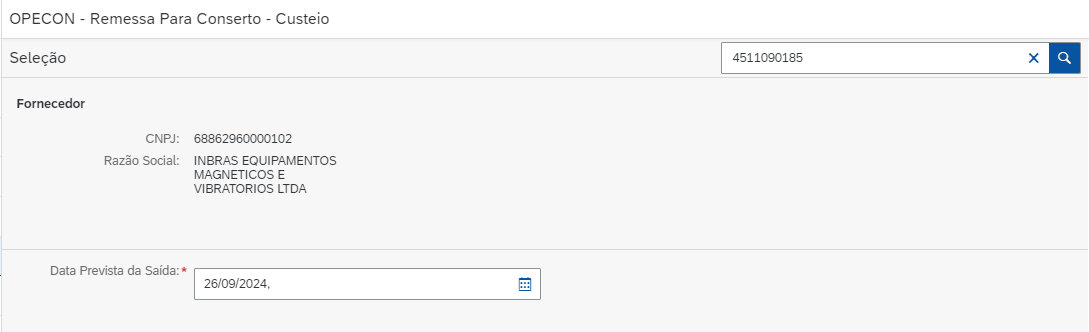 OPECON - Remessa Para Conserto - Custeio
Seleção
4511090185
Fornecedor
CNPJ: 68862960000102
Razão Social: INBRAS EQUIPAMENTOS
MAGNETICOS E
VIBRATORIOS LTDA
Data Prevista da Saída:*
26/09/2024,